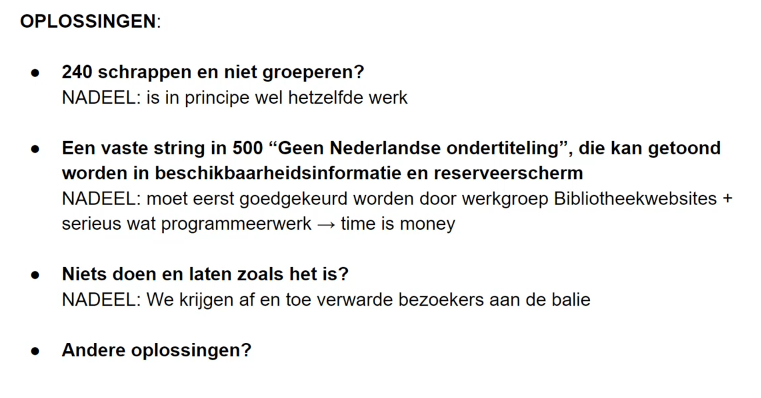 OPLOSSINGEN:
● 240 schrappen en niet groeperen?
NADEEL: is in principe wel hetzelfde werk
● Een vaste string in 500 “Geen Nederlandse ondertiteling”, die kan getoond
worden in beschikbaarheidsinformatie en reserveerscherm
NADEEL: moet eerst goedgekeurd worden door werkgroep Bibliotheekwebsites +
serieus wat programmeerwerk → time is money
● Niets doen en laten zoals het is?
NADEEL: We krijgen af en toe verwarde bezoekers aan de balie
● Andere oplossingen?